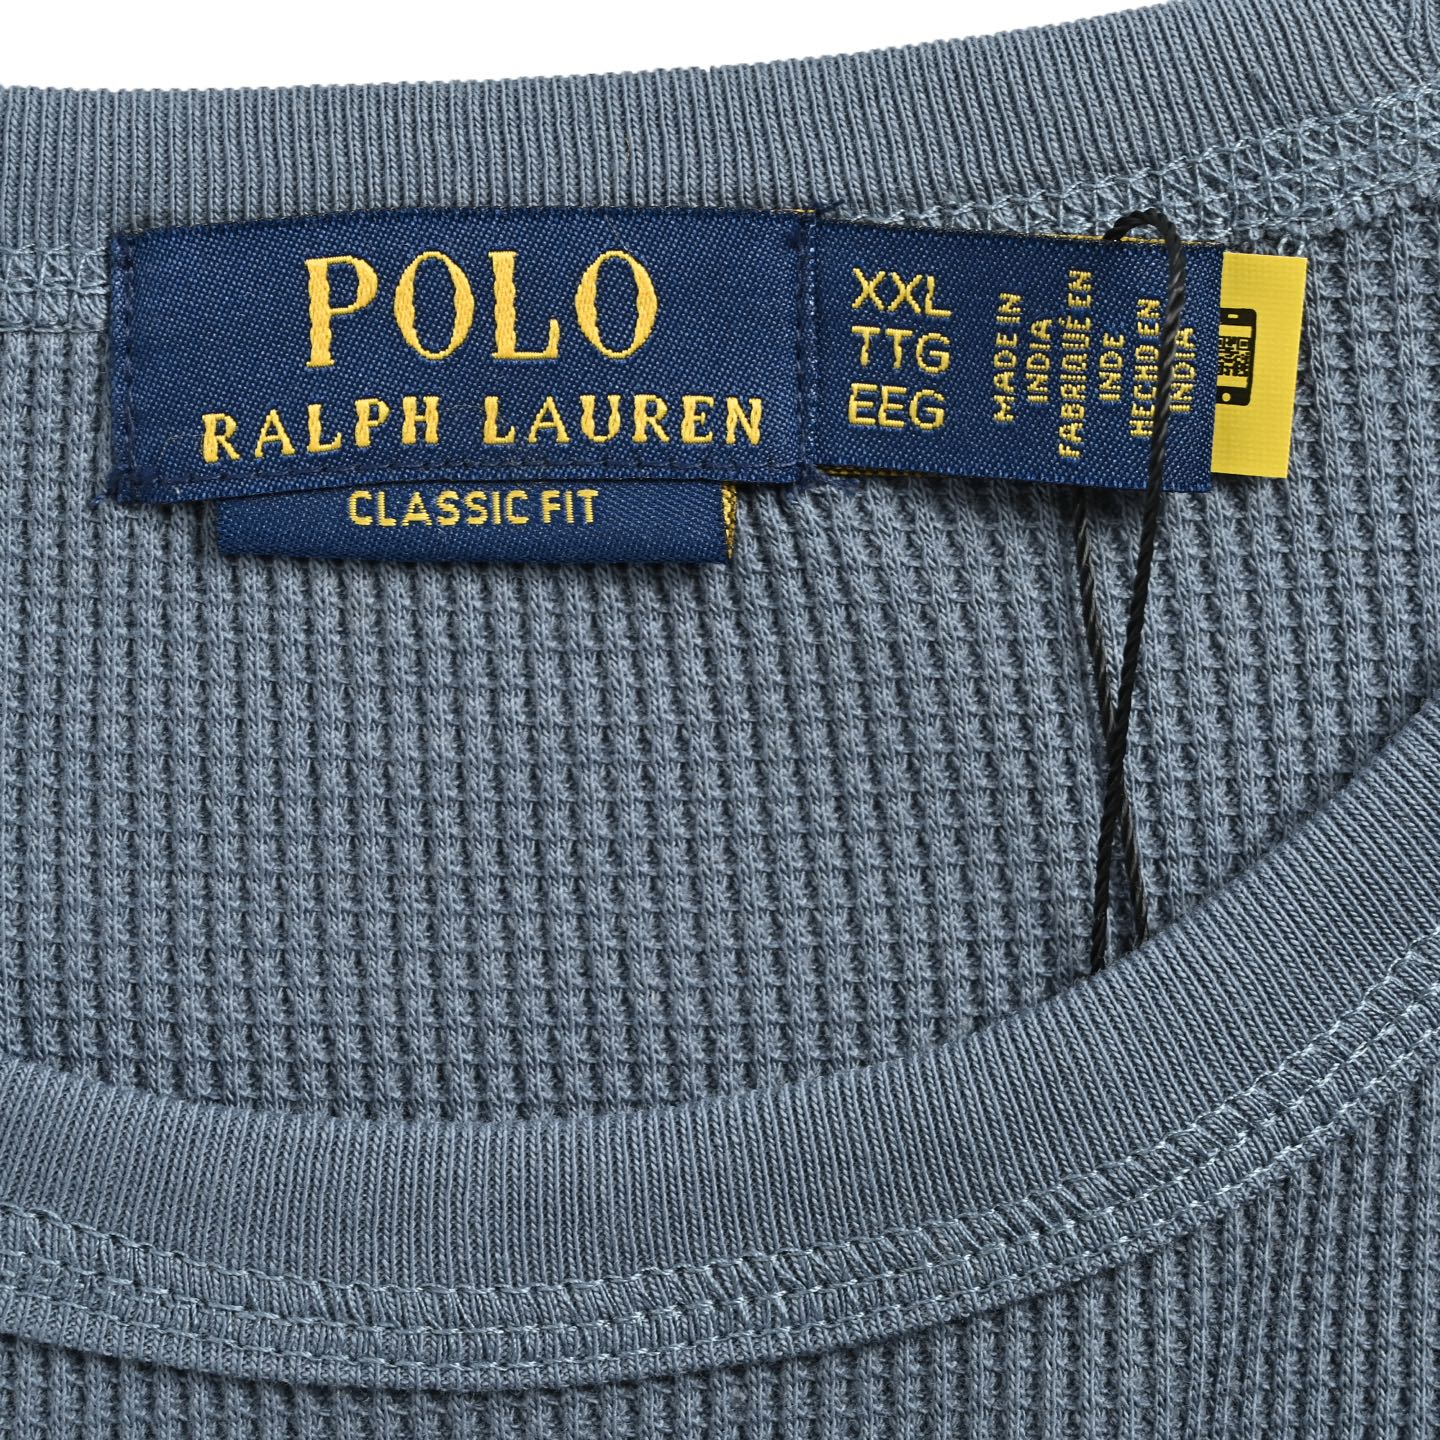 POLO
RALPH LAUREN
CLASSIC FIT
XXL
TTG
EEG
MADE IN
INDIA
FABRIQUÉ EN
INDE
HECHO EN
INDIA